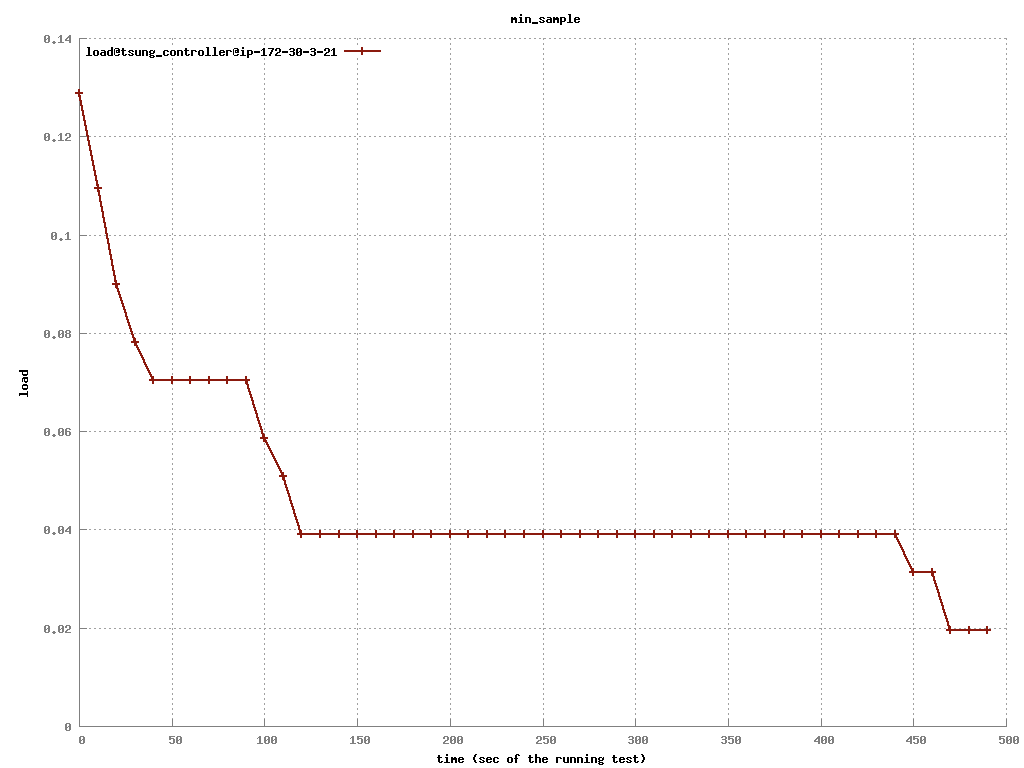 min_sample
load@tsung_controller@ip-172-30-3-21
0.14
0.12
0.1
0.08
0.06
0.04
0.02
0
load
0 50 100 150 200 250 300 350 400 450 500
time (sec of the running test)